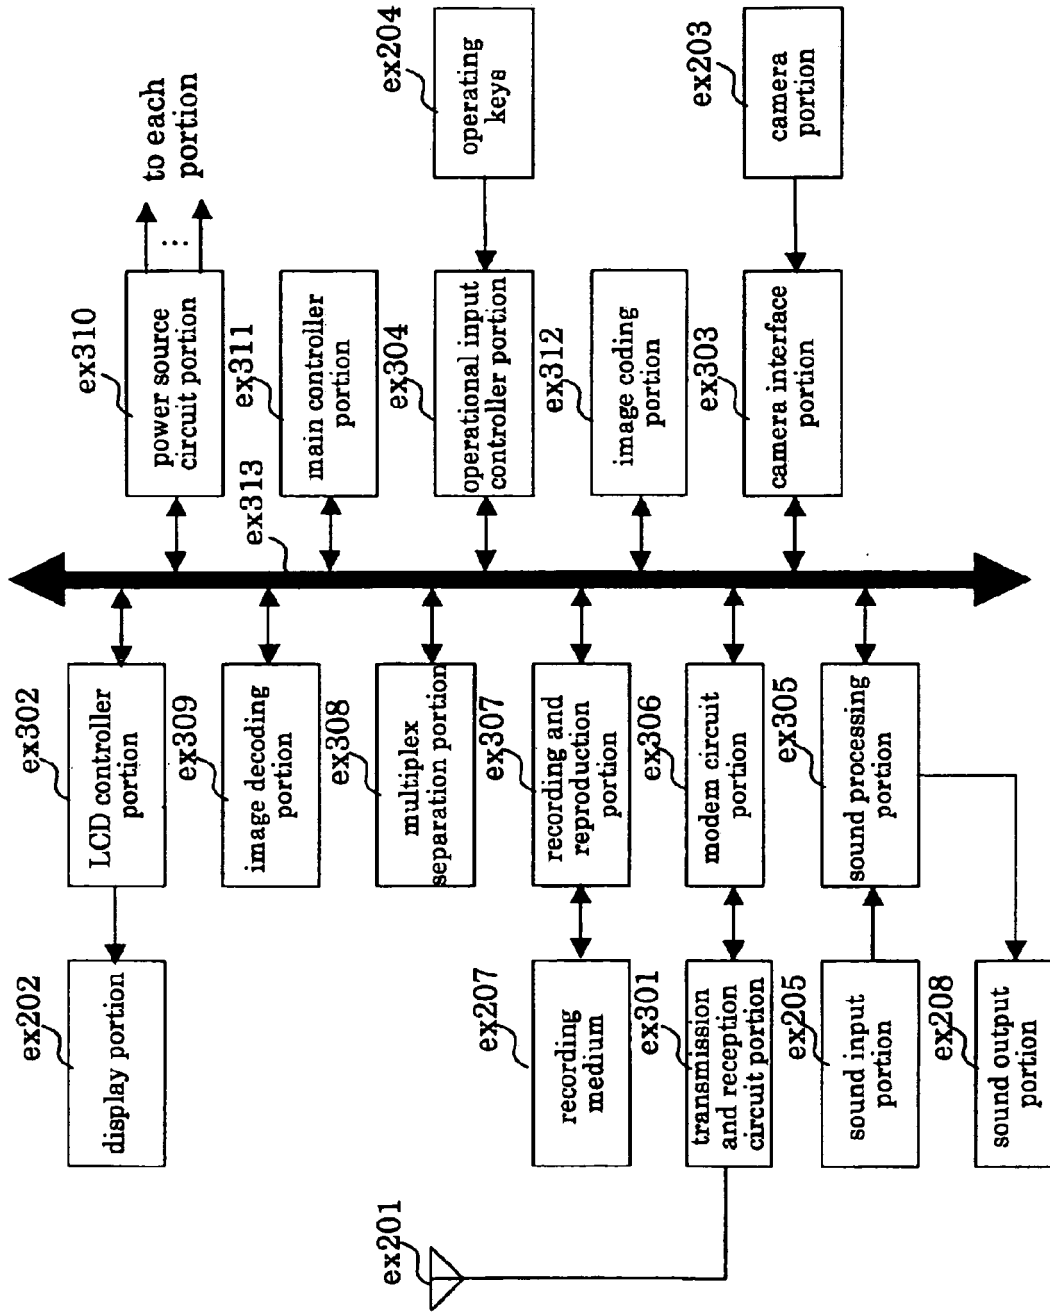 ex204
operating
keys
ex203
camera
portion
to each
portion
ex310
power source
circuit portion
ex311
main controller
portion
ex304
operational input
controller portion
ex312
image coding
portion
ex303
camera interface
portion
ex313
ex302
LCD controller
portion
ex309
image decoding
portion
ex308
multiplex
separation portion
ex307
recording and
reproduction
portion
ex306
modem circuit
portion
ex305
sound processing
portion
ex202
display portion
ex207
recording
medium
ex301
transmission
and reception
circuit portion
ex205
sound input
portion
ex208
sound output
portion
ex201